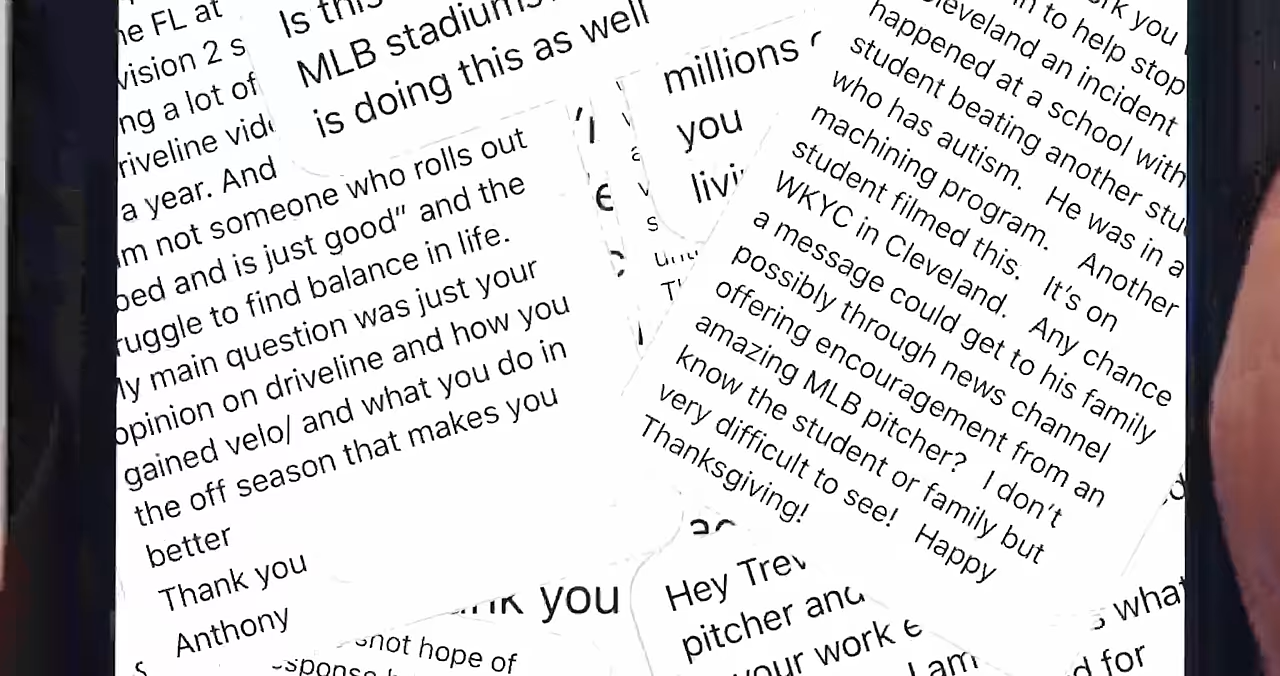 he FL at
vision 2 s
ng a lot of
riveline vide
a year. And
m not someone who rolls out
bed and is just good" and the
ruggle to find balance in life.
ly main question was just your
opinion on driveline and how you
gained velo/ and what you do in
the off season that makes you
better
Thank you
Anthony
Is this
MLB stadiums
is doing this as well
millions
you
livi
to help stop
Cleveland an incident
happened at a school with
student beating another stu
who has autism. He was in a
machining program. Another
student filmed this. It's on
WKYC in Cleveland. Any chance
a message could get to his family
possibly through news channel
offering encouragement from an
amazing MLB pitcher? I don't
know the student or family but
very difficult to see! Happy
Thanksgiving!
you
not hope of
Hey Trev
pitcher and
your work
I am
what
for